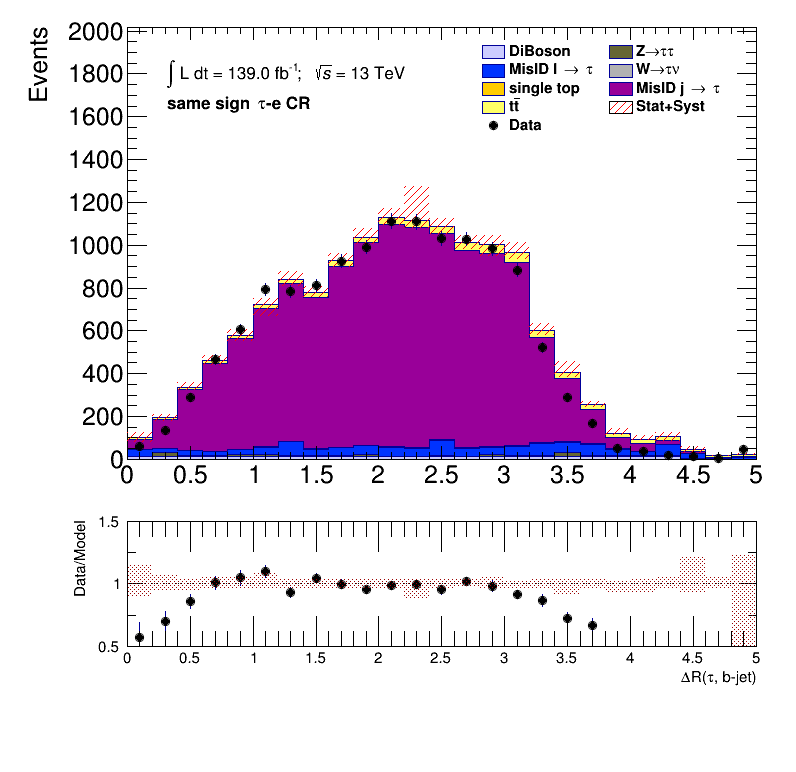 Events
2000
1800
1600
1400
1200
1000
800
600
400
200
0
∫ L dt = 139.0 fb⁻¹; √s = 13 TeV
same sign τ-e CR
DiBoson
MisID l → τ
single top
tt̄
Data
Z→ττ
W→τν
MisID j → τ
Stat+Syst
0 0.5 1 1.5 2 2.5 3 3.5 4 4.5 5
Data/Model
1.5
1
0.5
0 0.5 1 1.5 2 2.5 3 3.5 4 4.5 5
ΔR(τ, b-jet)